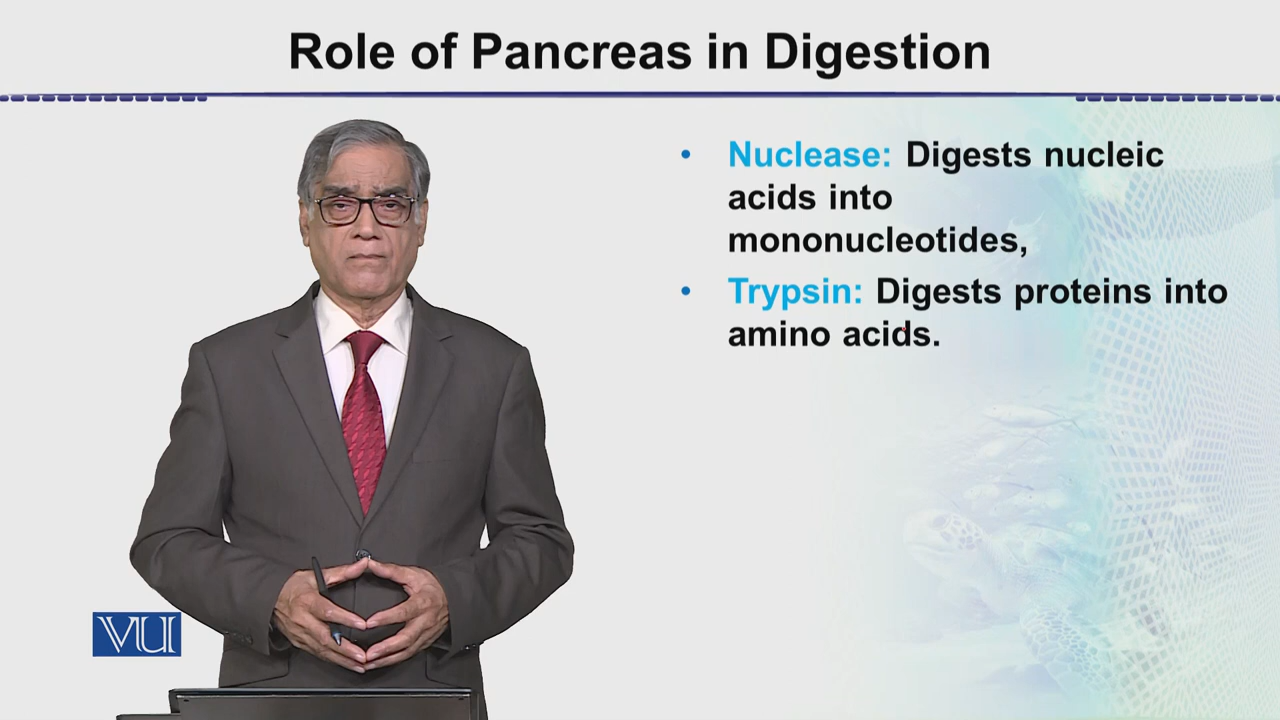 Role of Pancreas in Digestion
• Nuclease: Digests nucleic
acids into
mononucleotides,
• Trypsin: Digests proteins into
amino acids.
VU